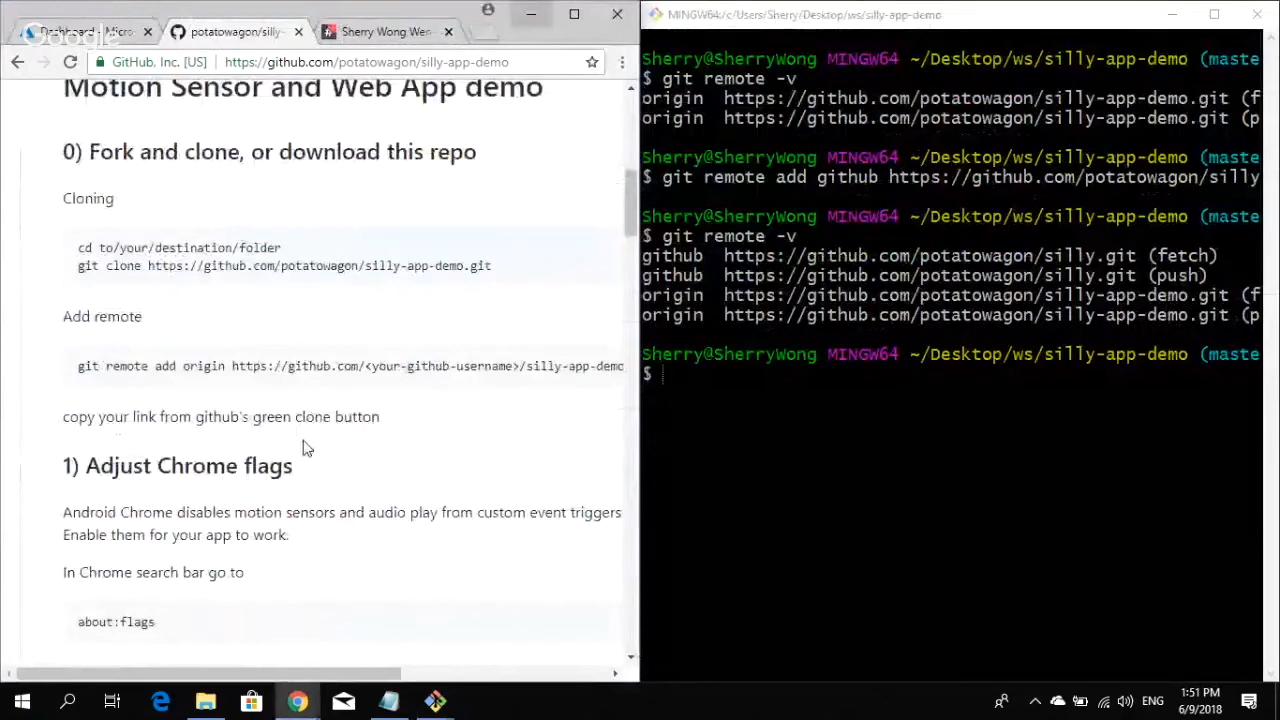 Dashboard - Micro
potatowagon/silly-
Sherry Wong Wen
Google
GitHub, Inc. [US]
https://github.com/potatowagon/silly-app-demo
Motion Sensor and Web App demo
0) Fork and clone, or download this repo
Cloning
cd to/your/destination/folder
git clone https://github.com/potatowagon/silly-app-demo.git
Add remote
git remote add origin https://github.com/<your-github-username>/silly-app-demo
copy your link from github's green clone button
1) Adjust Chrome flags
Android Chrome disables motion sensors and audio play from custom event triggers
Enable them for your app to work.
In Chrome search bar go to
about:flags
MINGW64:/c/Users/Sherry/Desktop/ws/silly-app-demo
Sherry@SherryWong MINGW64 ~/Desktop/ws/silly-app-demo (maste
$ git remote -v
origin https://github.com/potatowagon/silly-app-demo.git (f
origin https://github.com/potatowagon/silly-app-demo.git (p
Sherry@SherryWong MINGW64 ~/Desktop/ws/silly-app-demo (maste
$ git remote add github https://github.com/potatowagon/silly
Sherry@SherryWong MINGW64 ~/Desktop/ws/silly-app-demo (maste
$ git remote -v
github https://github.com/potatowagon/silly.git (fetch)
github https://github.com/potatowagon/silly.git (push)
origin https://github.com/potatowagon/silly-app-demo.git (f
origin https://github.com/potatowagon/silly-app-demo.git (p
Sherry@SherryWong MINGW64 ~/Desktop/ws/silly-app-demo (maste
$
ENG
1:51 PM
6/9/2018